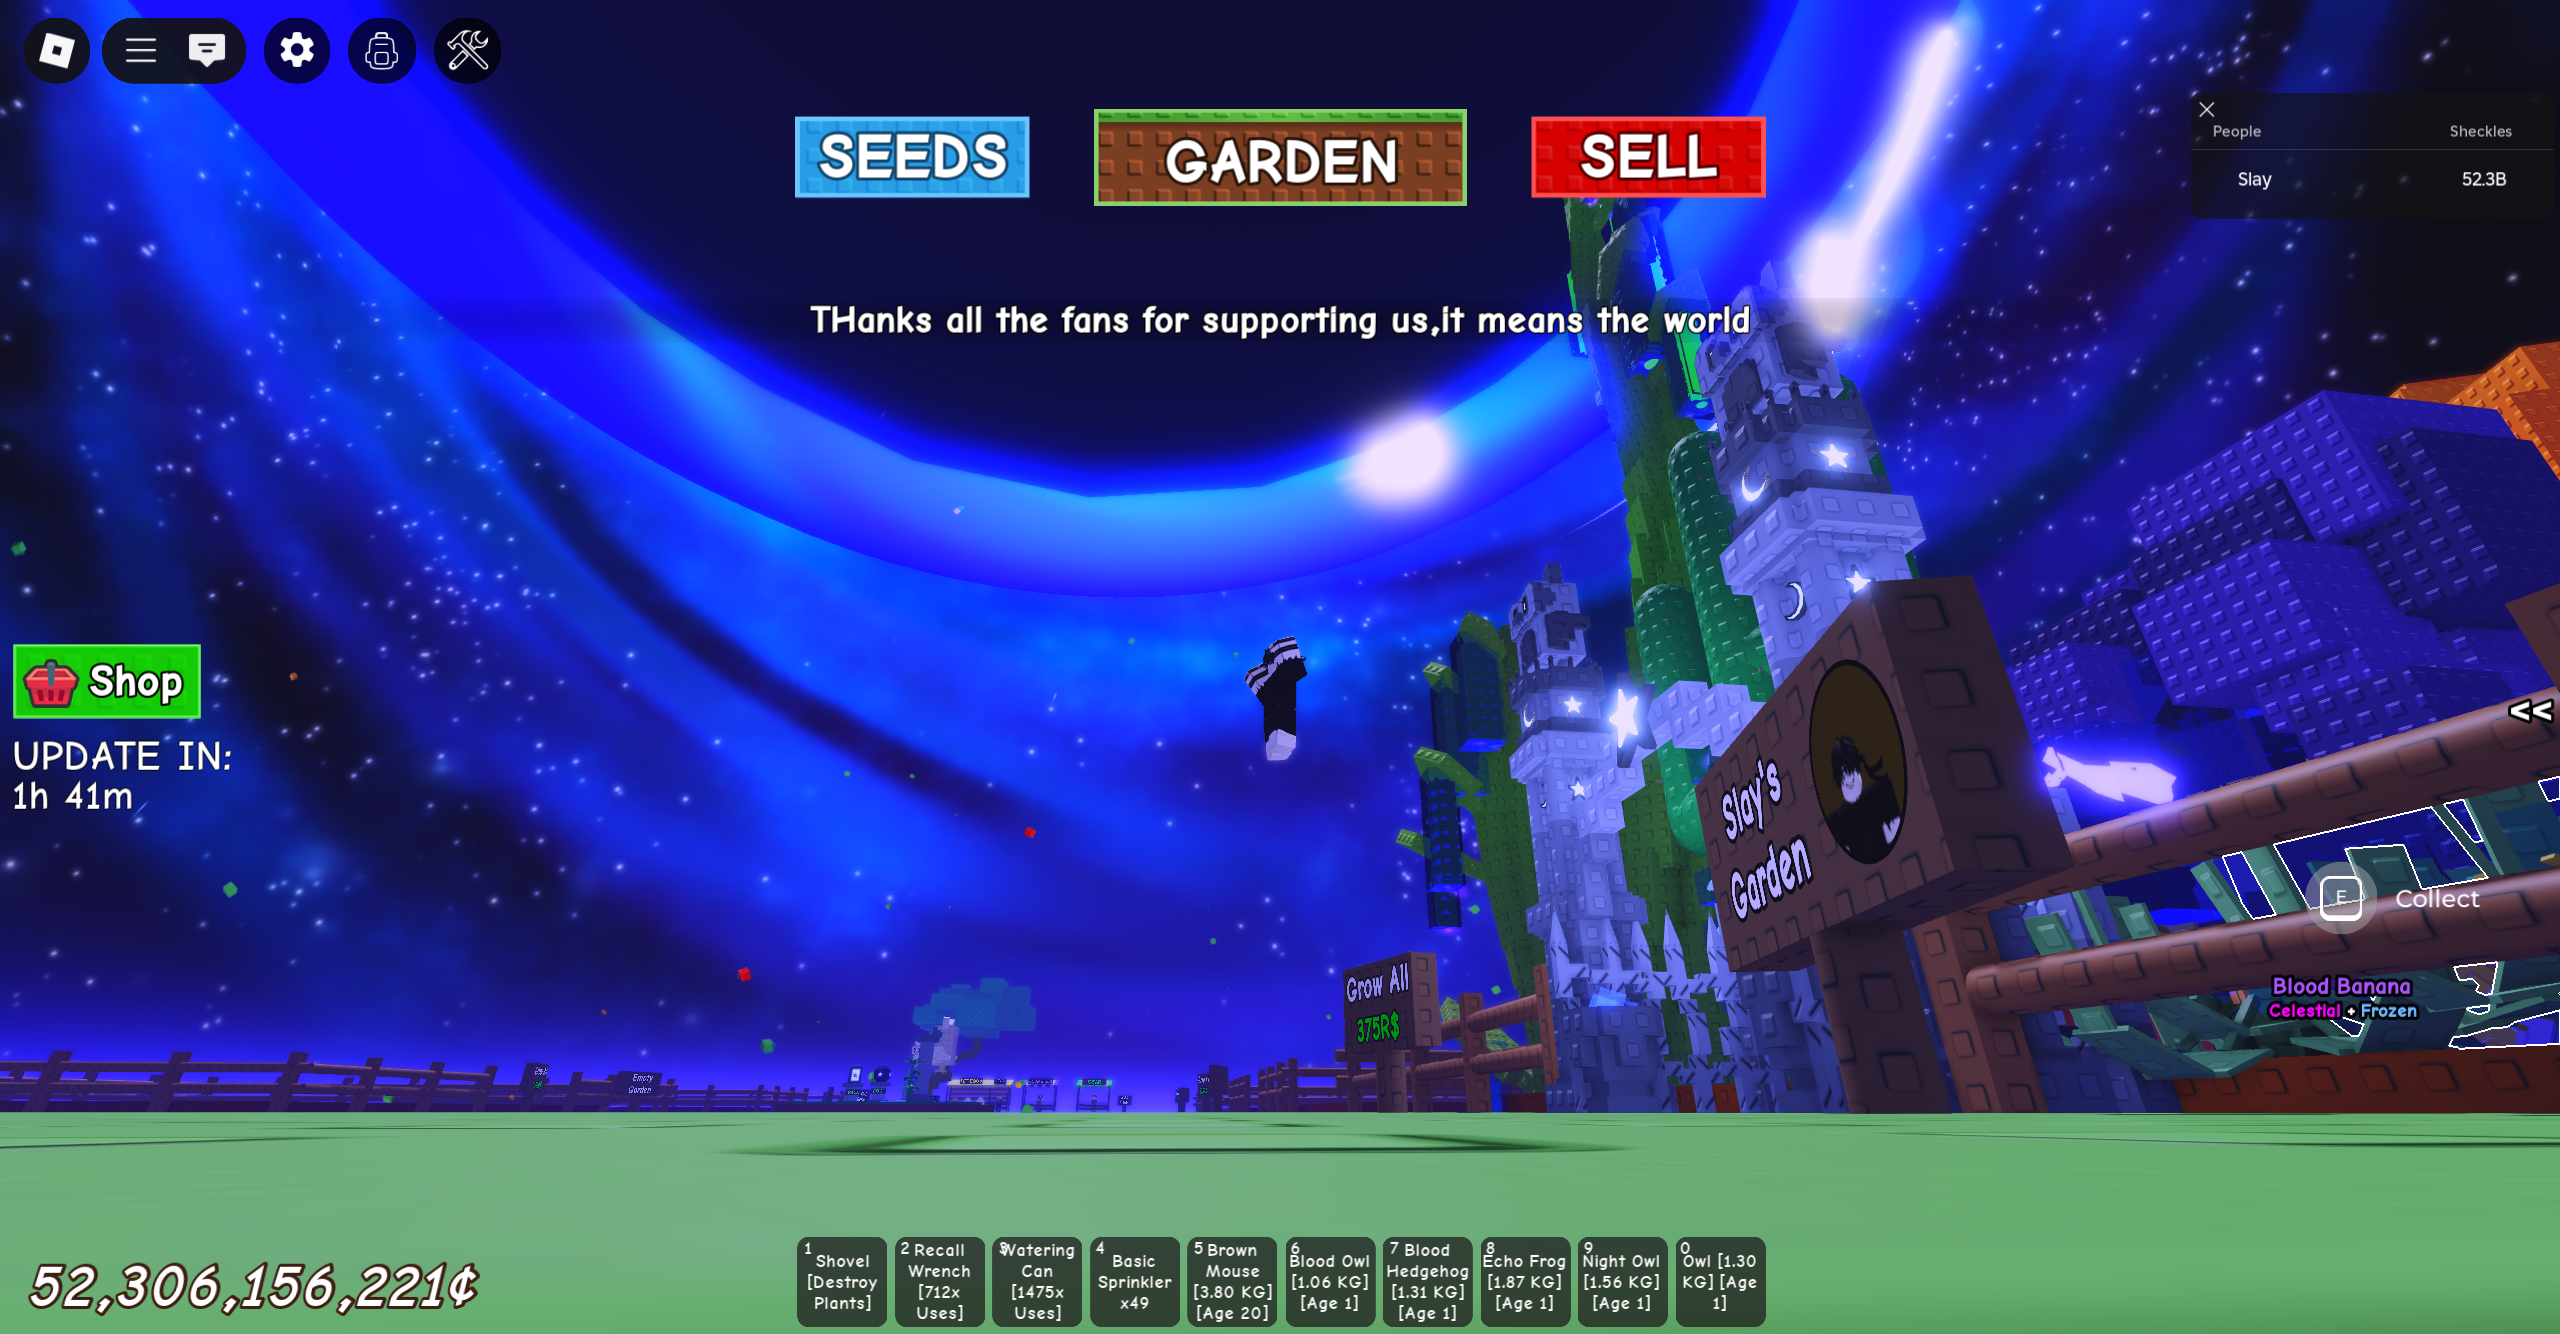 SEEDS
GARDEN
SELL
People Sheckles
Slay 52.3B
THanks all the fans for supporting us,it means the world
Shop
UPDATE IN:
1h 41m
<<
Slay's
Garden
E Collect
Blood Banana
Celestial + Frozen
Grow All
375R$
Empty
Garden
52,306,156,221¢
1
Shovel
[Destroy
Plants]
2 Recall
Wrench
[712x
Uses]
3 Watering
Can
[1475x
Uses]
4
Basic
Sprinkler
x49
5 Brown
Mouse
[3.80 KG]
[Age 20]
6
Blood Owl
[1.06 KG]
[Age 1]
7 Blood
Hedgehog
[1.31 KG]
[Age 1]
8
Echo Frog
[1.87 KG]
[Age 1]
9
Night Owl
[1.56 KG]
[Age 1]
0
Owl [1.30
KG] [Age
1]